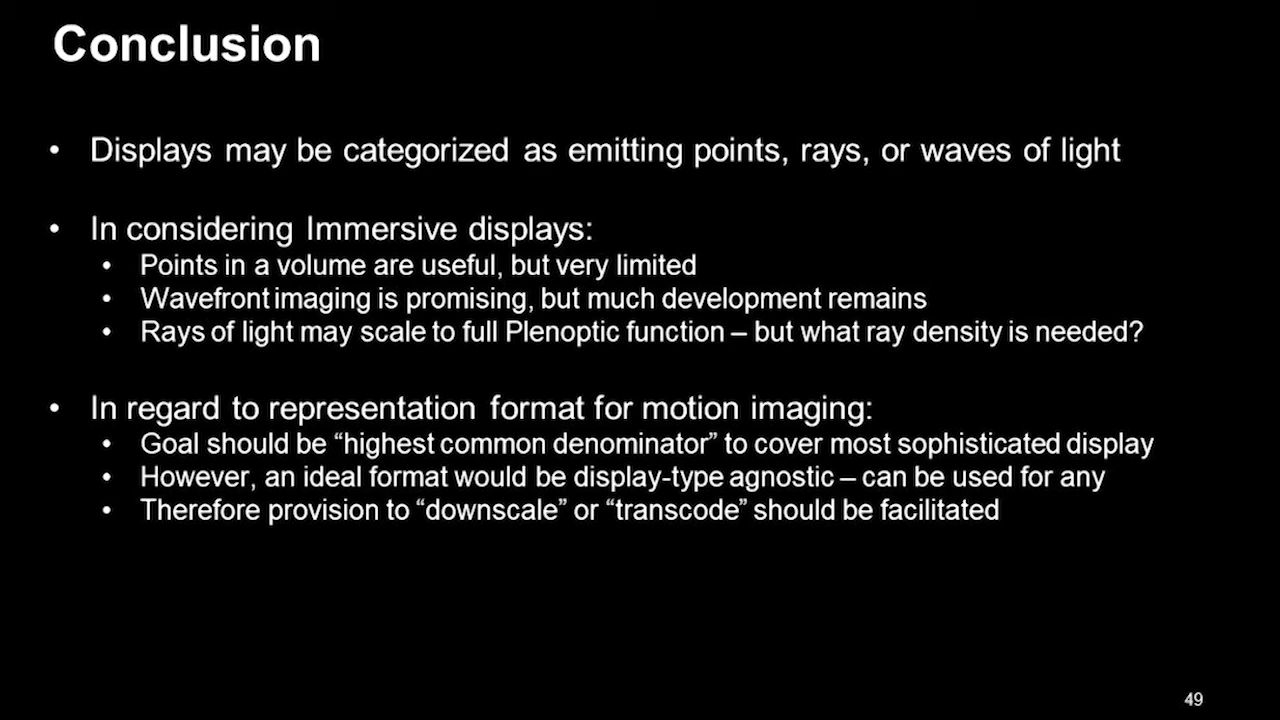 Conclusion
• Displays may be categorized as emitting points, rays, or waves of light
• In considering Immersive displays:
• Points in a volume are useful, but very limited
• Wavefront imaging is promising, but much development remains
• Rays of light may scale to full Plenoptic function – but what ray density is needed?
• In regard to representation format for motion imaging:
• Goal should be “highest common denominator” to cover most sophisticated display
• However, an ideal format would be display-type agnostic – can be used for any
• Therefore provision to “downscale” or “transcode” should be facilitated
49